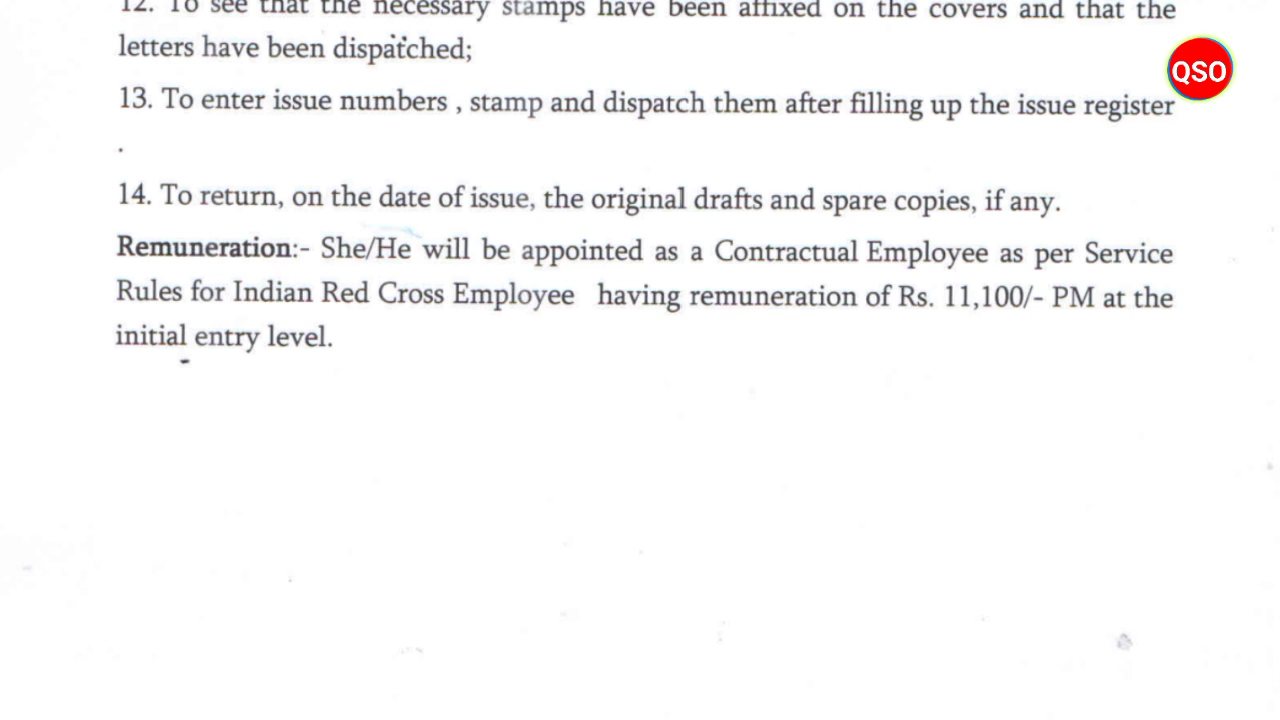 12. To see that the necessary stamps have been affixed on the covers and that the
letters have been dispatched;
QSO
13. To enter issue numbers , stamp and dispatch them after filling up the issue register
.
14. To return, on the date of issue, the original drafts and spare copies, if any.
Remuneration:- She/He will be appointed as a Contractual Employee as per Service
Rules for Indian Red Cross Employee having remuneration of Rs. 11,100/- PM at the
initial entry level.